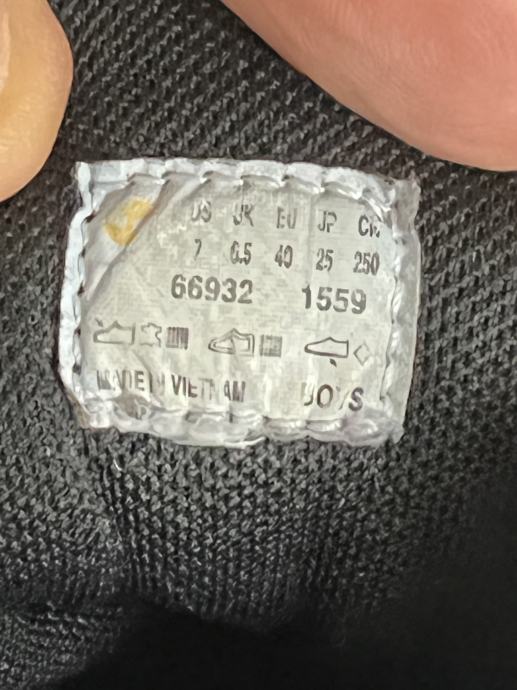 US UK EU JP CN
7 6.5 40 25 250
66932 1559
MADE IN VIETNAM BOYS